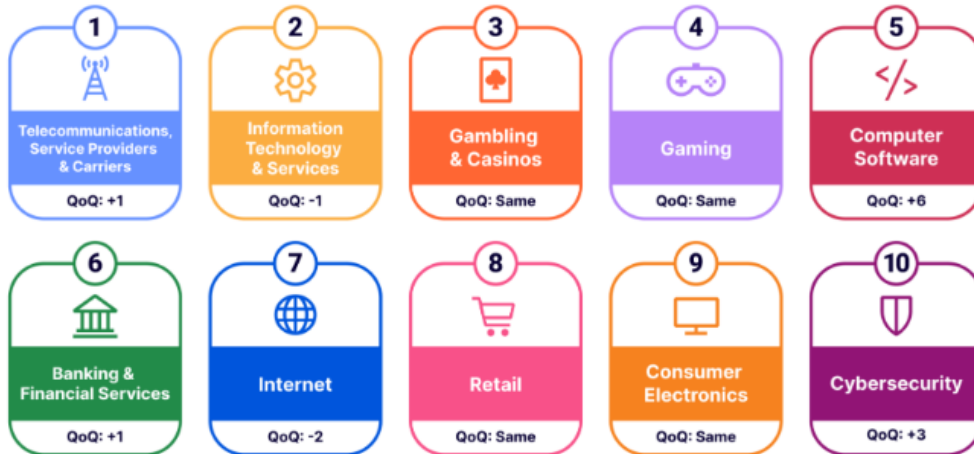 1
Telecommunications,
Service Providers
& Carriers
QoQ: +1
2
Information
Technology
& Services
QoQ: -1
3
Gambling
& Casinos
QoQ: Same
4
Gaming
QoQ: Same
5
Computer
Software
QoQ: +6
6
Banking &
Financial Services
QoQ: +1
7
Internet
QoQ: -2
8
Retail
QoQ: Same
9
Consumer
Electronics
QoQ: Same
10
Cybersecurity
QoQ: +3